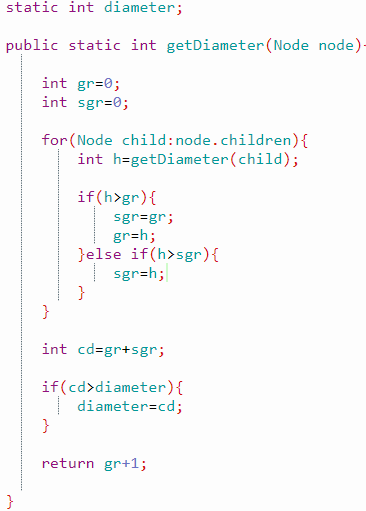 static int diameter;
public static int getDiameter(Node node){
int gr=0;
int sgr=0;
for(Node child:node.children){
int h=getDiameter(child);
if(h>gr){
sgr=gr;
gr=h;
}else if(h>sgr){
sgr=h;
}
}
int cd=gr+sgr;
if(cd>diameter){
diameter=cd;
}
return gr+1;
}